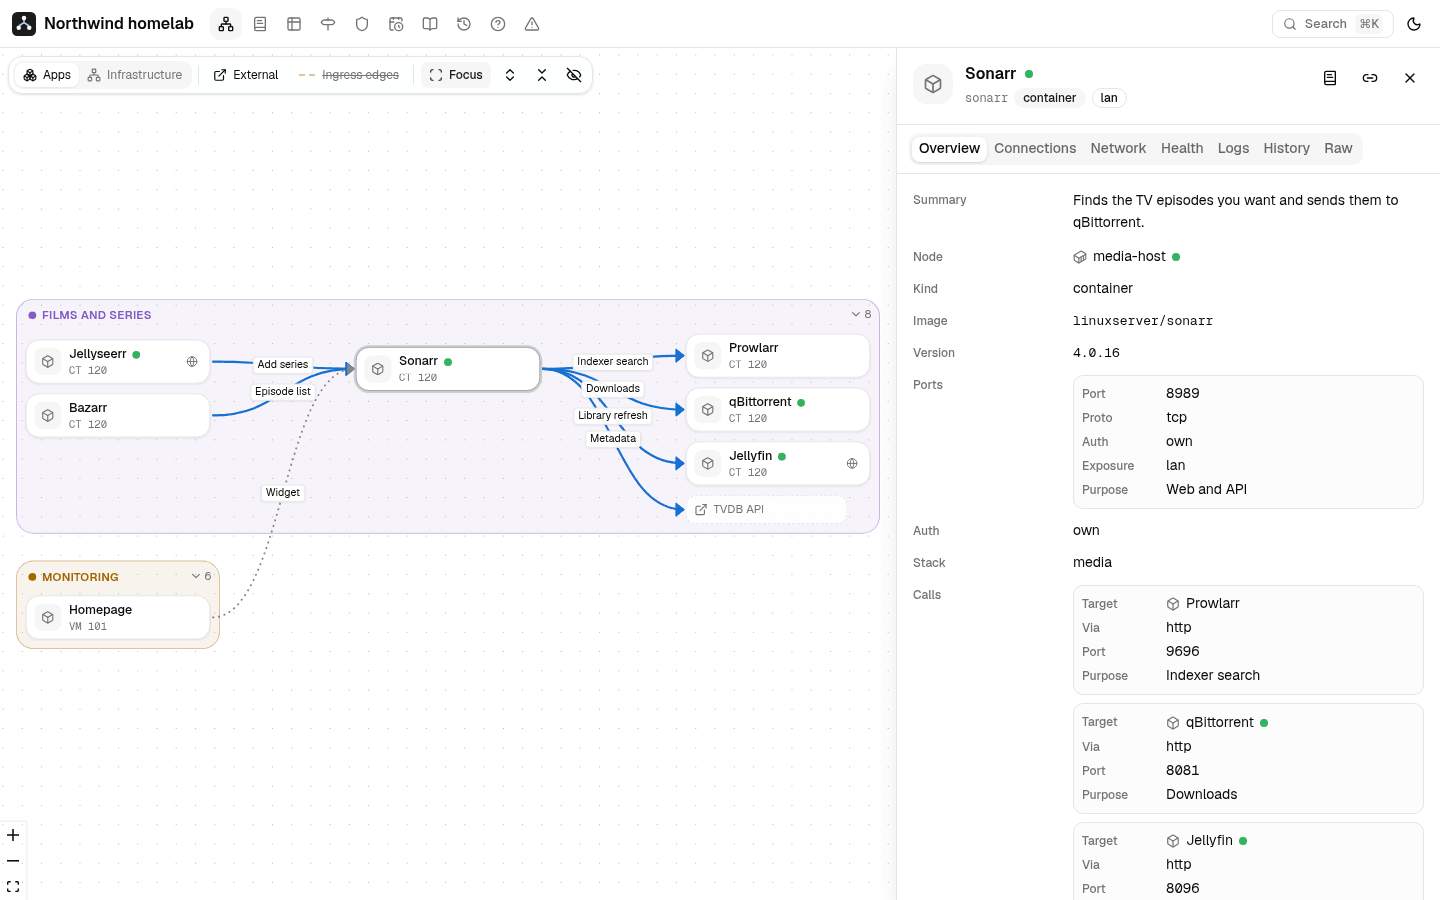 Northwind homelab
Search ⌘K
Apps
Infrastructure
External
Ingress edges
Focus
FILMS AND SERIES
8
Jellyseerr
CT 120
Bazarr
CT 120
Add series
Episode list
Widget
Sonarr
CT 120
Indexer search
Downloads
Library refresh
Metadata
Prowlarr
CT 120
qBittorrent
CT 120
Jellyfin
CT 120
TVDB API
MONITORING
6
Homepage
VM 101
Sonarr
sonarr container lan
Overview Connections Network Health Logs History Raw
Summary
Finds the TV episodes you want and sends them to
qBittorrent.
Node media-host
Kind container
Image linuxserver/sonarr
Version 4.0.16
Ports
Port 8989
Proto tcp
Auth own
Exposure lan
Purpose Web and API
Auth own
Stack media
Calls
Target Prowlarr
Via http
Port 9696
Purpose Indexer search
Target qBittorrent
Via http
Port 8081
Purpose Downloads
Target Jellyfin
Via http
Port 8096